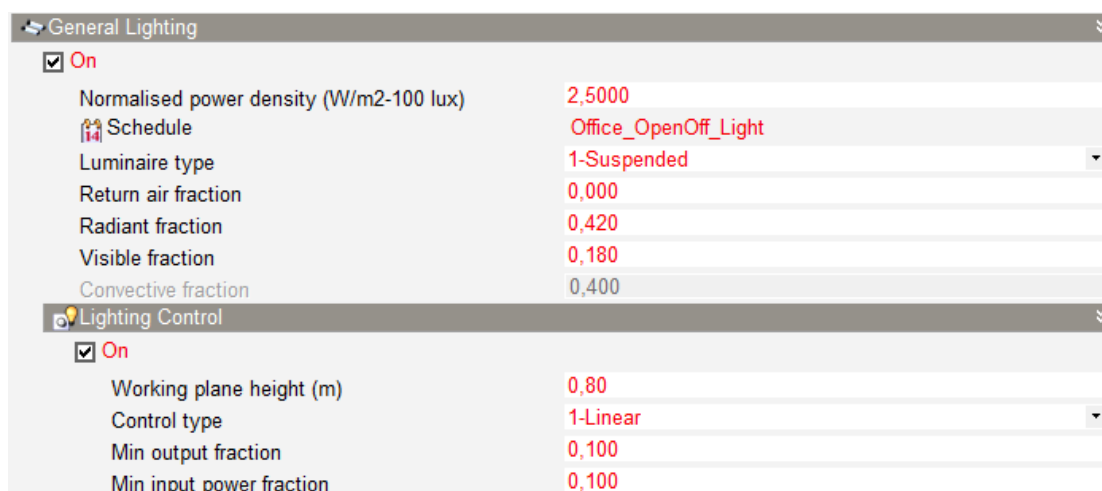 General Lighting
On
Normalised power density (W/m2-100 lux) 2,5000
14 Schedule Office_OpenOff_Light
Luminaire type 1-Suspended
Return air fraction 0,000
Radiant fraction 0,420
Visible fraction 0,180
Convective fraction 0,400
Lighting Control
On
Working plane height (m) 0,80
Control type 1-Linear
Min output fraction 0,100
Min input power fraction 0,100